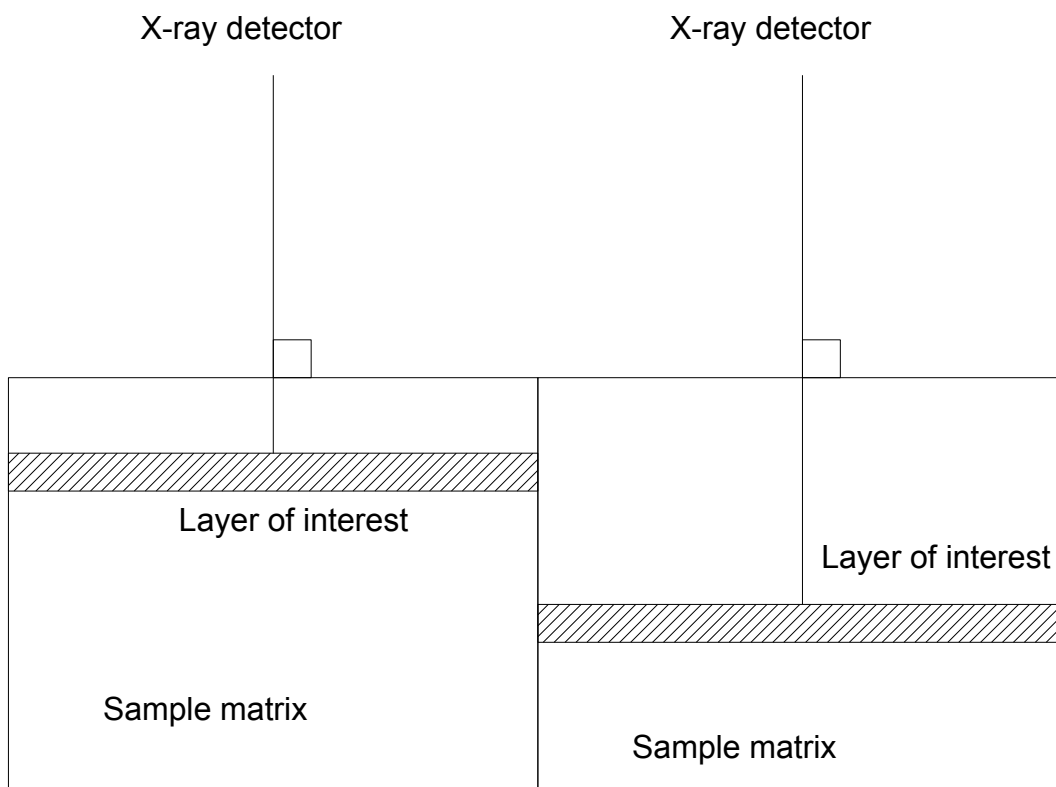 X-ray detector
X-ray detector
Layer of interest
Layer of interest
Sample matrix
Sample matrix